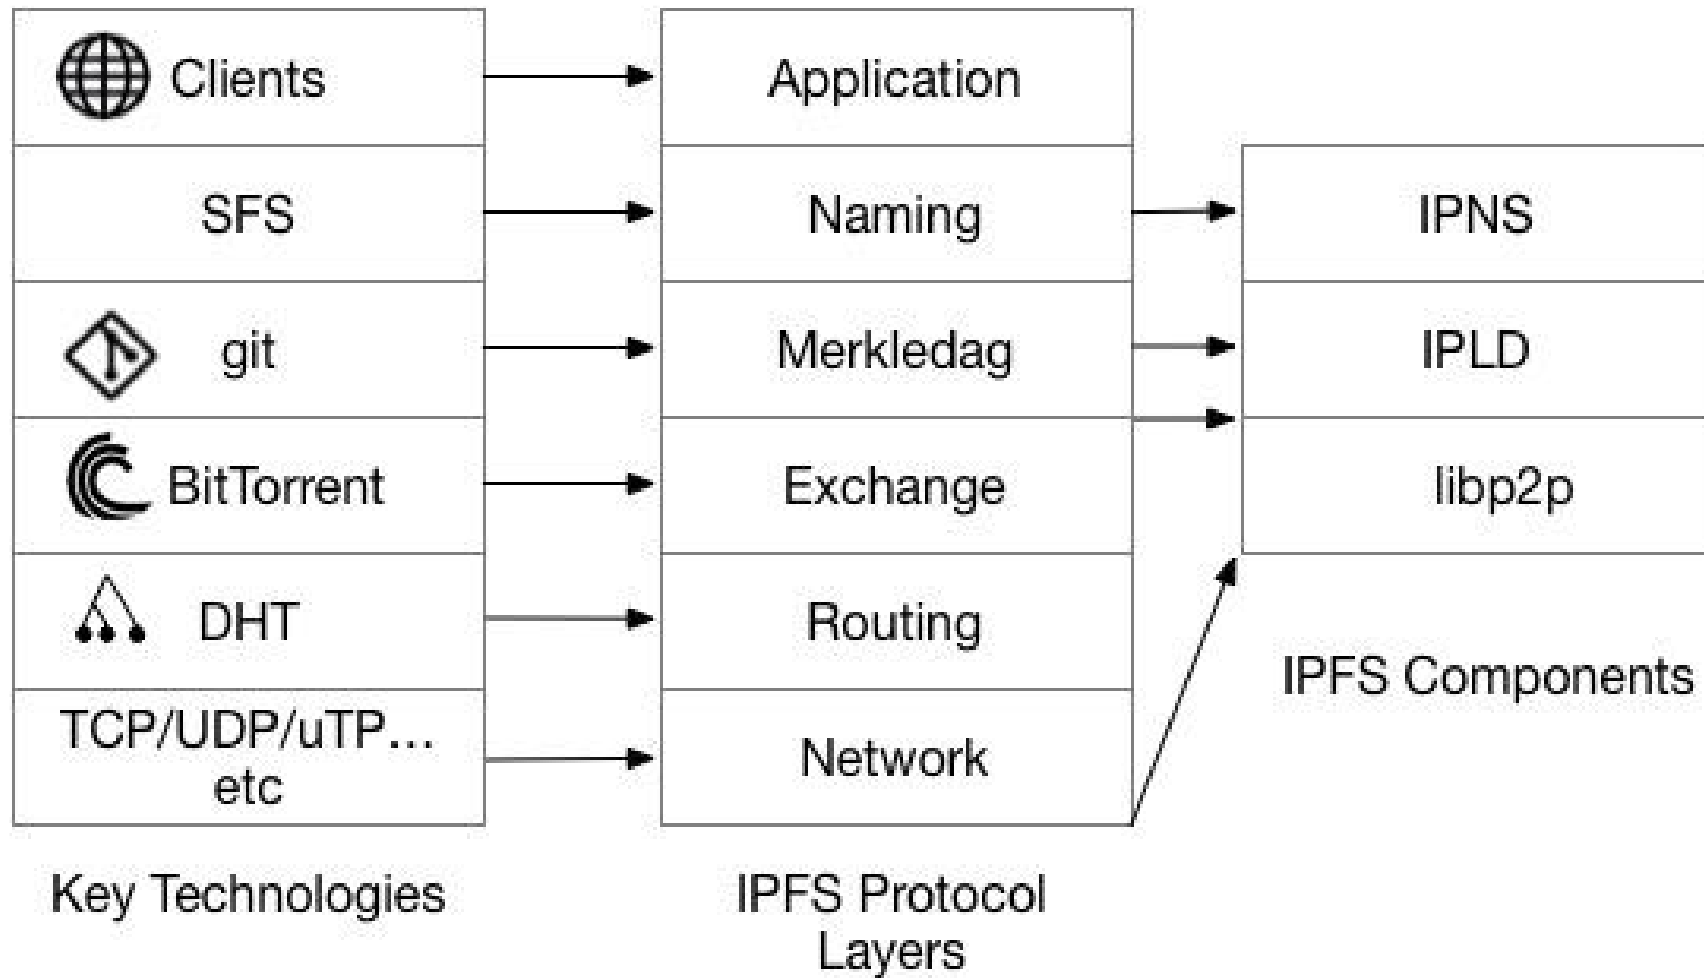 Clients
Application
SFS
Naming
IPNS
git
Merkledag
IPLD
BitTorrent
Exchange
libp2p
DHT
Routing
TCP/UDP/uTP...
etc
Network
IPFS Components
Key Technologies
IPFS Protocol
Layers